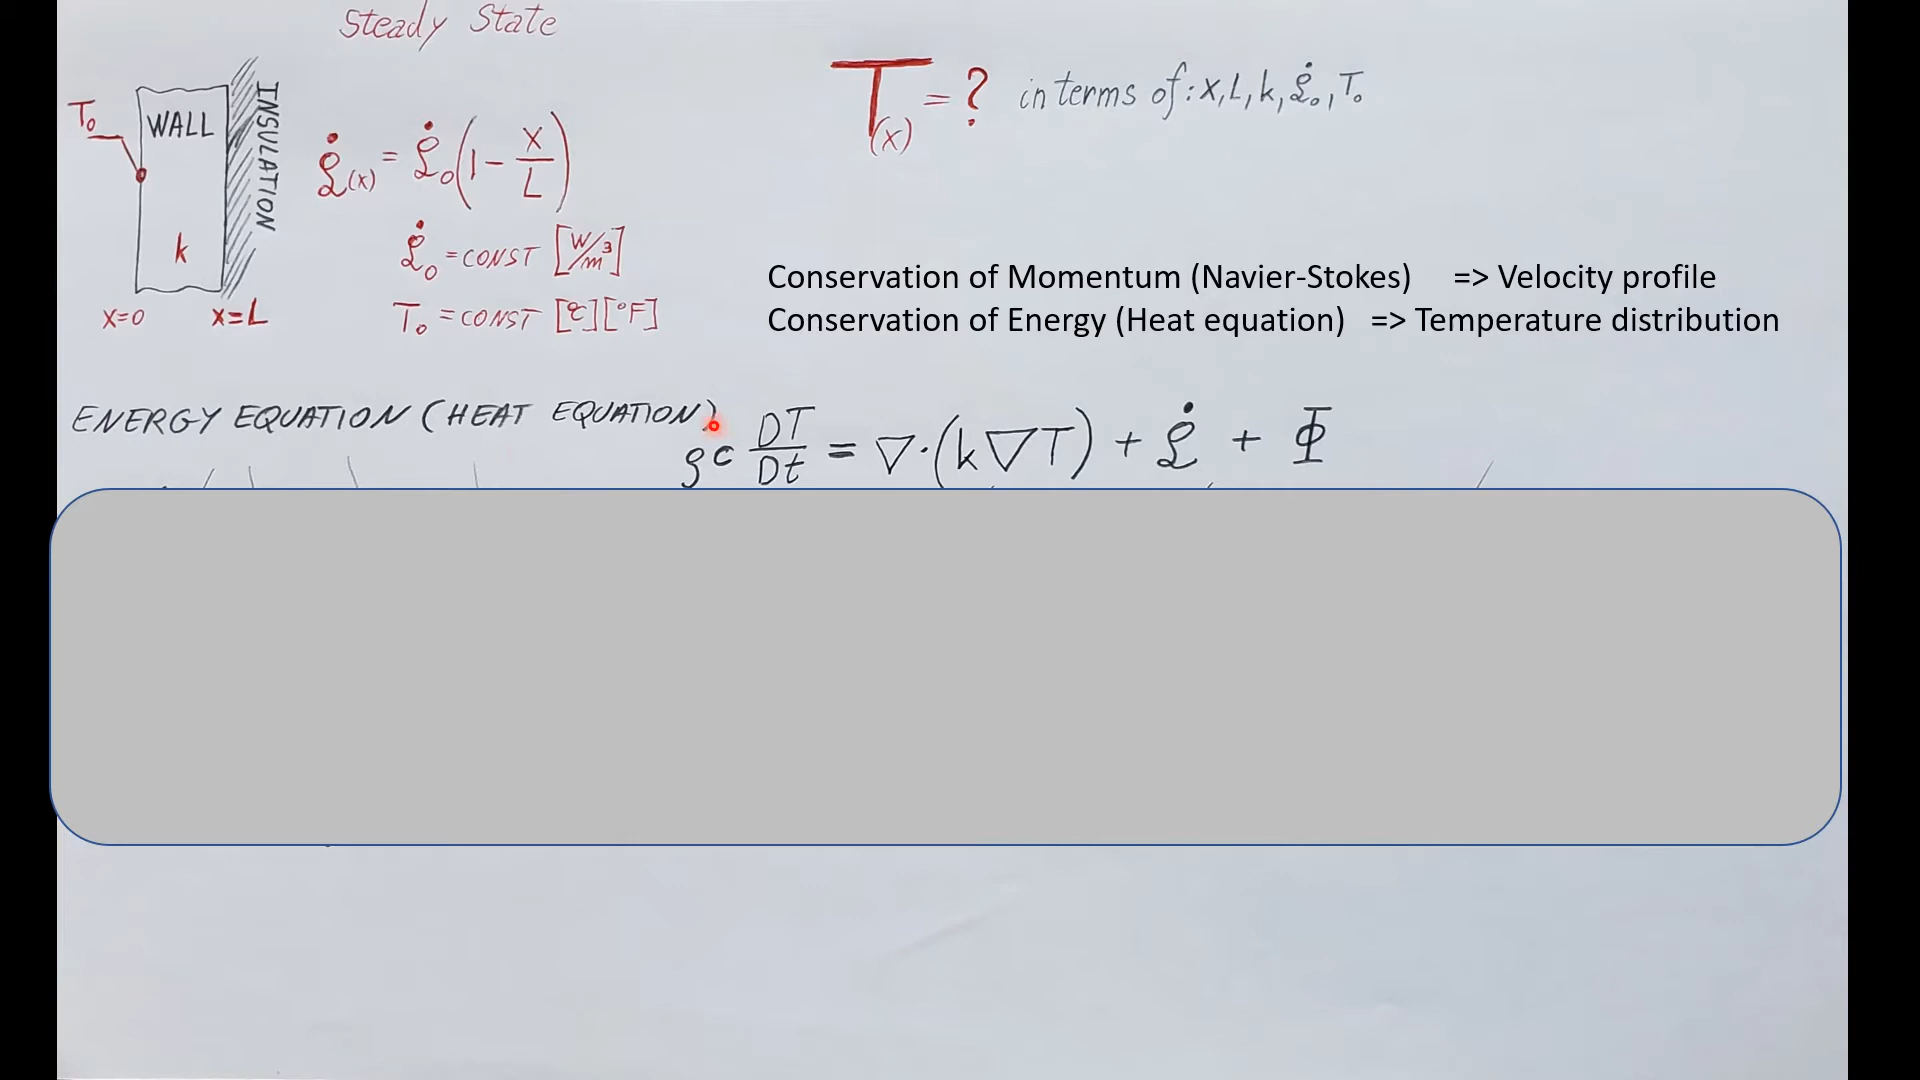 Steady State
T(x) = ? in terms of: x, L, k, q̇₀, T₀
T₀
WALL
INSULATION
k
x=0 x=L
q̇(x) = q̇₀(1 - x/L)
q̇₀ = CONST [W/m³]
T₀ = CONST [°C][°F]
Conservation of Momentum (Navier-Stokes) => Velocity profile
Conservation of Energy (Heat equation) => Temperature distribution
ENERGY EQUATION (HEAT EQUATION)
ρc DT/Dt = ∇·(k∇T) + q̇ + Φ